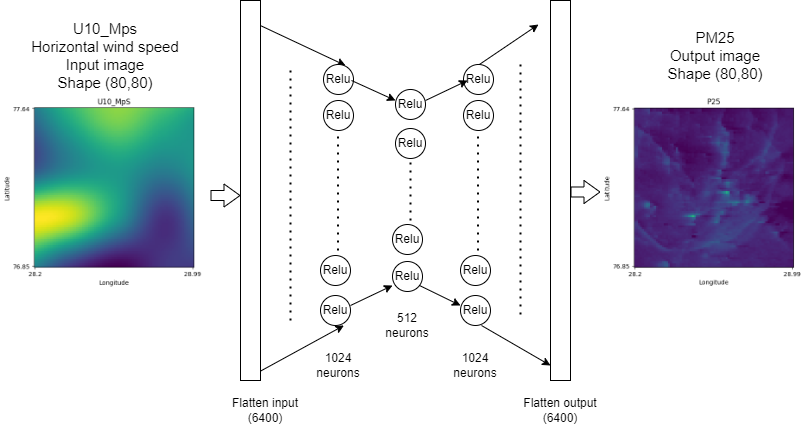 U10_Mps
Horizontal wind speed
Input image
Shape (80,80)
U10_MpS
77.64
Latitude
76.85
28.2
28.99
Longitude
Relu
Relu
Relu
Relu
1024
neurons
Relu
Relu
Relu
Relu
512
neurons
Relu
Relu
Relu
Relu
1024
neurons
Flatten input
(6400)
Flatten output
(6400)
PM25
Output image
Shape (80,80)
P25
77.64
Latitude
76.85
28.2
28.99
Longitude